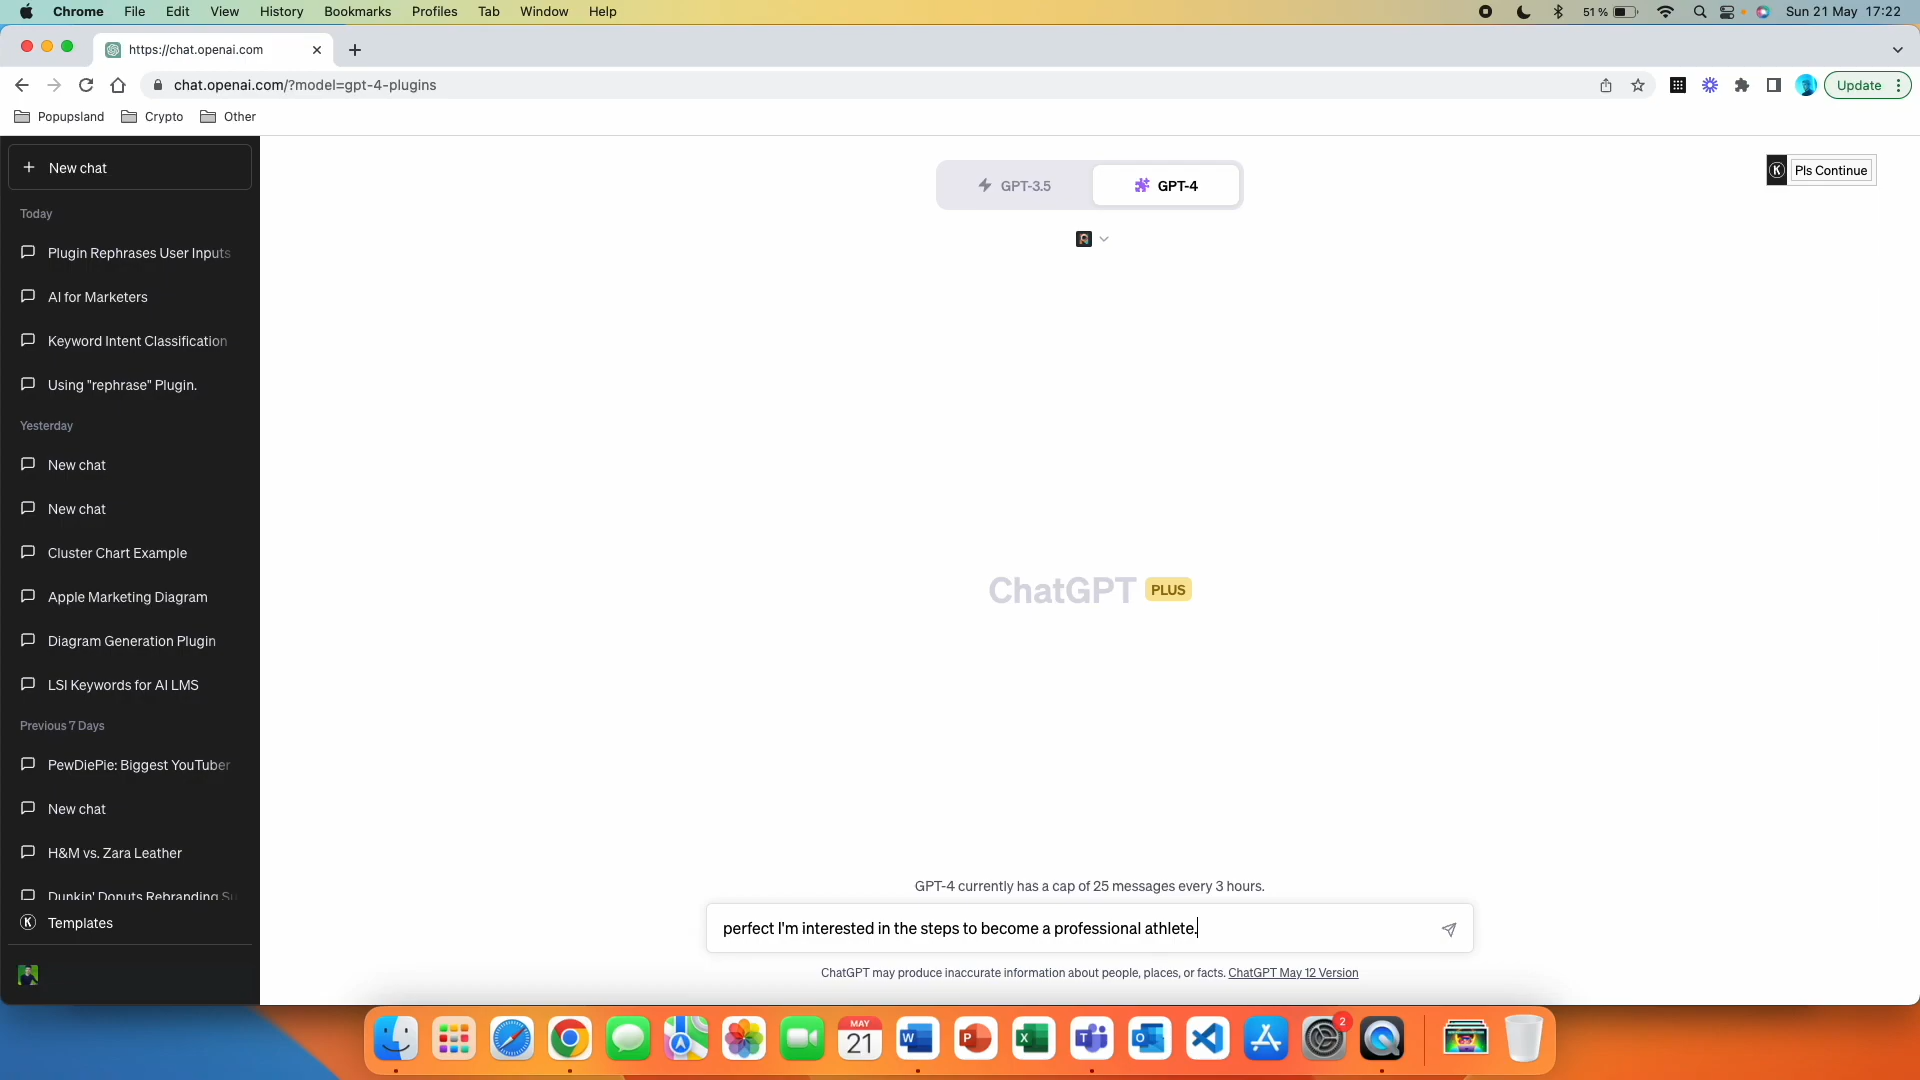 Chrome File Edit View History Bookmarks Profiles Tab Window Help 51 % Sun 21 May 17:22
https://chat.openai.com
chat.openai.com/?model=gpt-4-plugins Update
Popupsland Crypto Other
New chat
Today
Plugin Rephrases User Inputs
AI for Marketers
Keyword Intent Classification
Using "rephrase" Plugin.
Yesterday
New chat
New chat
Cluster Chart Example
Apple Marketing Diagram
Diagram Generation Plugin
LSI Keywords for AI LMS
Previous 7 Days
PewDiePie: Biggest YouTuber
New chat
H&M vs. Zara Leather
Dunkin' Donuts Rebranding Su
K Templates
GPT-3.5 GPT-4
K Pls Continue
ChatGPT PLUS
GPT-4 currently has a cap of 25 messages every 3 hours.
perfect I'm interested in the steps to become a professional athlete.
ChatGPT may produce inaccurate information about people, places, or facts. ChatGPT May 12 Version
MAY
21
W
P
X
T
O
2